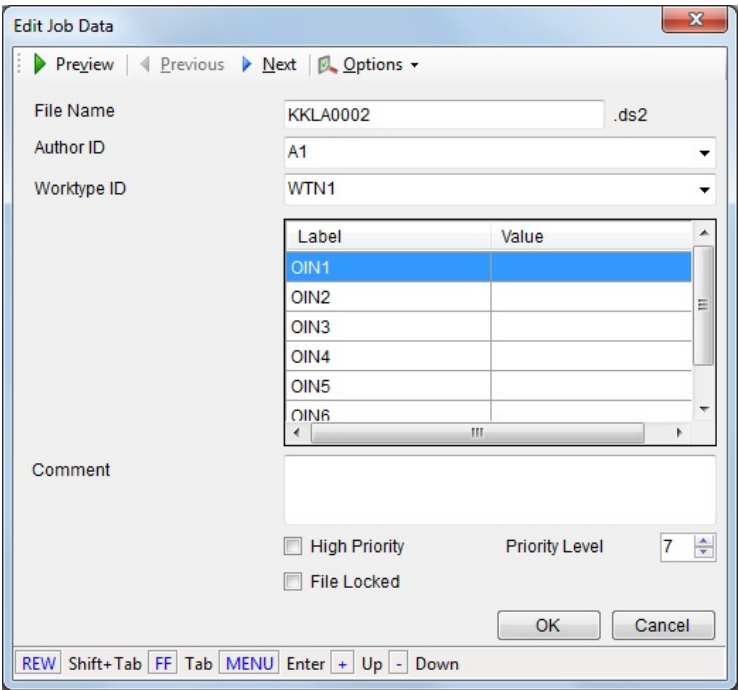 Edit Job Data
Preview Previous Next Options
File Name KKLA0002 .ds2
Author ID A1
Worktype ID WTN1
Label Value
OIN1
OIN2
OIN3
OIN4
OIN5
OIN6
Comment
High Priority Priority Level 7
File Locked
OK Cancel
REW Shift+Tab FF Tab MENU Enter + Up - Down